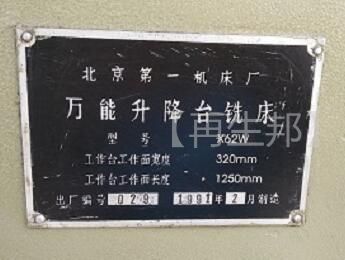 北京第一机床厂
万能升降台铣床
型号 X62W
工作台工作面宽度 320mm
工作台工作面长度 1250mm
出厂编号 029 1991年2月制造
【再生邦】